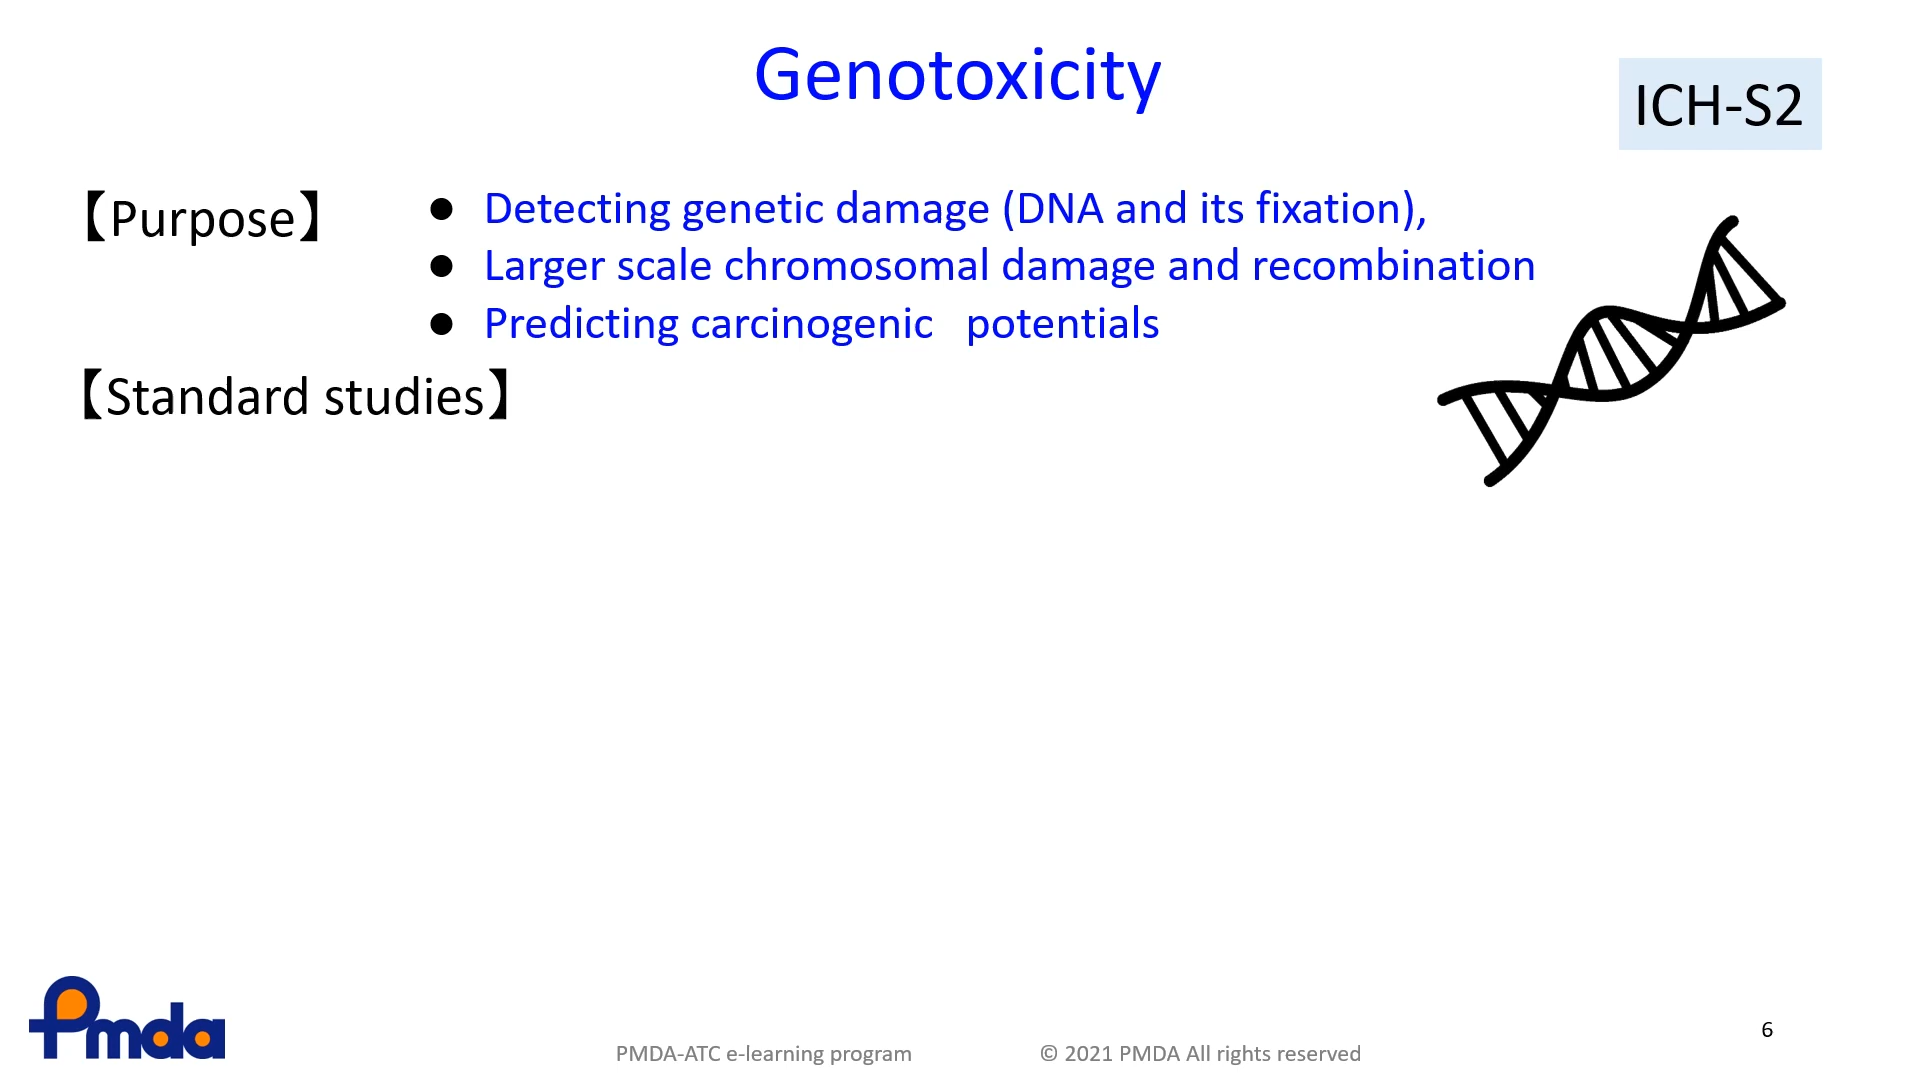 Genotoxicity
ICH-S2
【Purpose】
● Detecting genetic damage (DNA and its fixation),
● Larger scale chromosomal damage and recombination
● Predicting carcinogenic potentials
【Standard studies】
Pmda
6
PMDA-ATC e-learning program
© 2021 PMDA All rights reserved